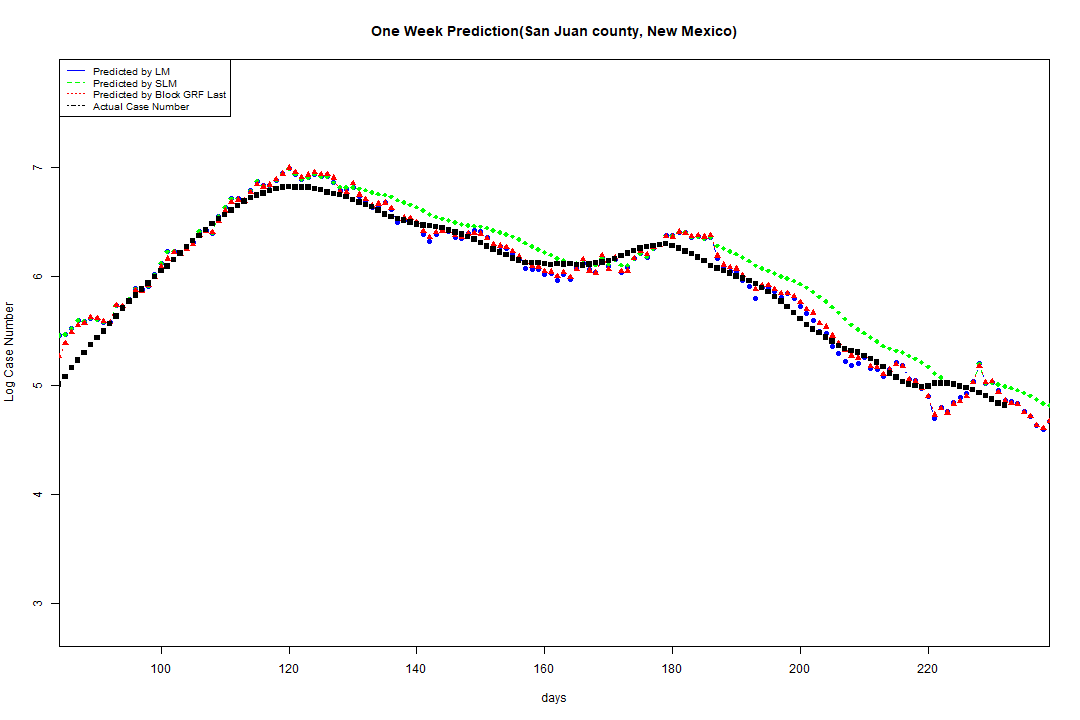 One Week Prediction(San Juan county, New Mexico)
Predicted by LM
Predicted by SLM
Predicted by Block GRF Last
Actual Case Number
7
6
5
4
3
Log Case Number
100 120 140 160 180 200 220
days